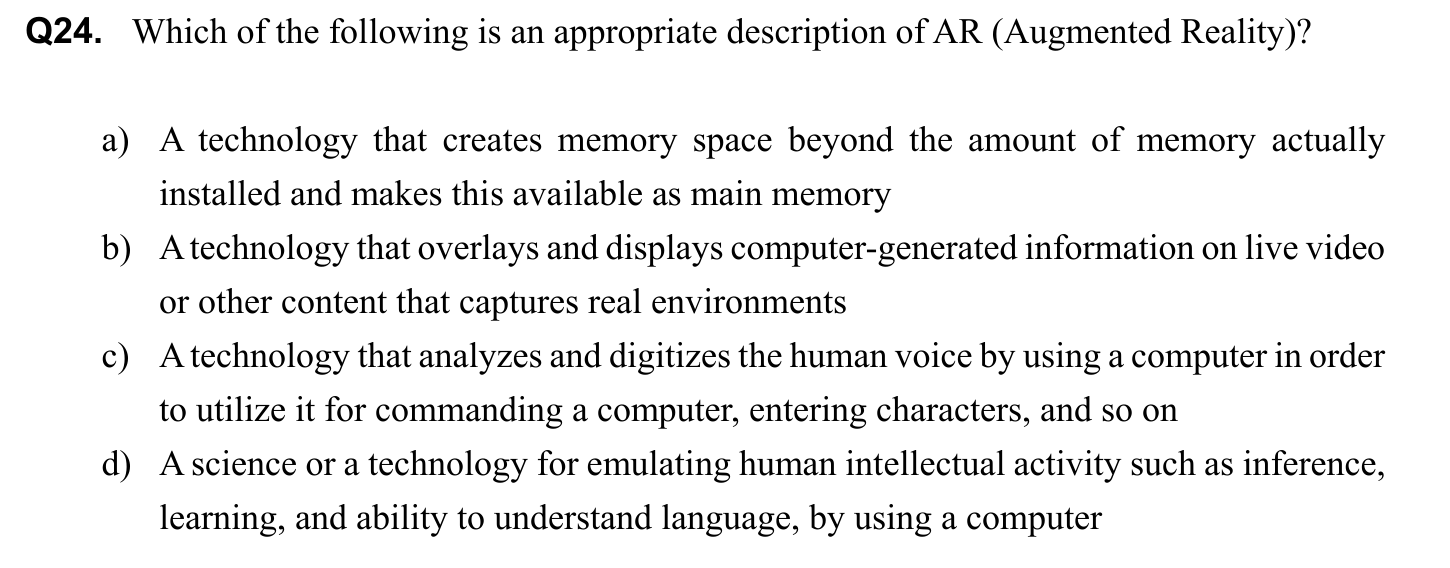 Q24. Which of the following is an appropriate description of AR (Augmented Reality)?
a) A technology that creates memory space beyond the amount of memory actually
installed and makes this available as main memory
b) A technology that overlays and displays computer-generated information on live video
or other content that captures real environments
c) A technology that analyzes and digitizes the human voice by using a computer in order
to utilize it for commanding a computer, entering characters, and so on
d) A science or a technology for emulating human intellectual activity such as inference,
learning, and ability to understand language, by using a computer